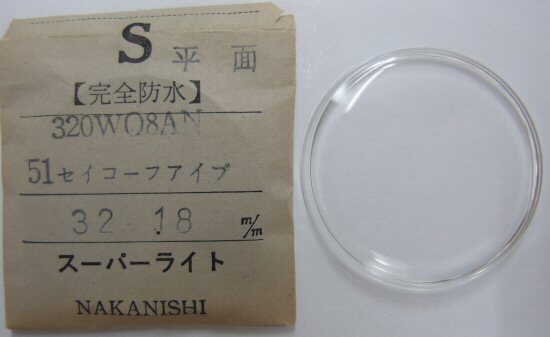 S 平面
【完全防水】
320WO8AN
51セイコーフアイブ
32.18 m/m
スーパーライト
NAKANISHI